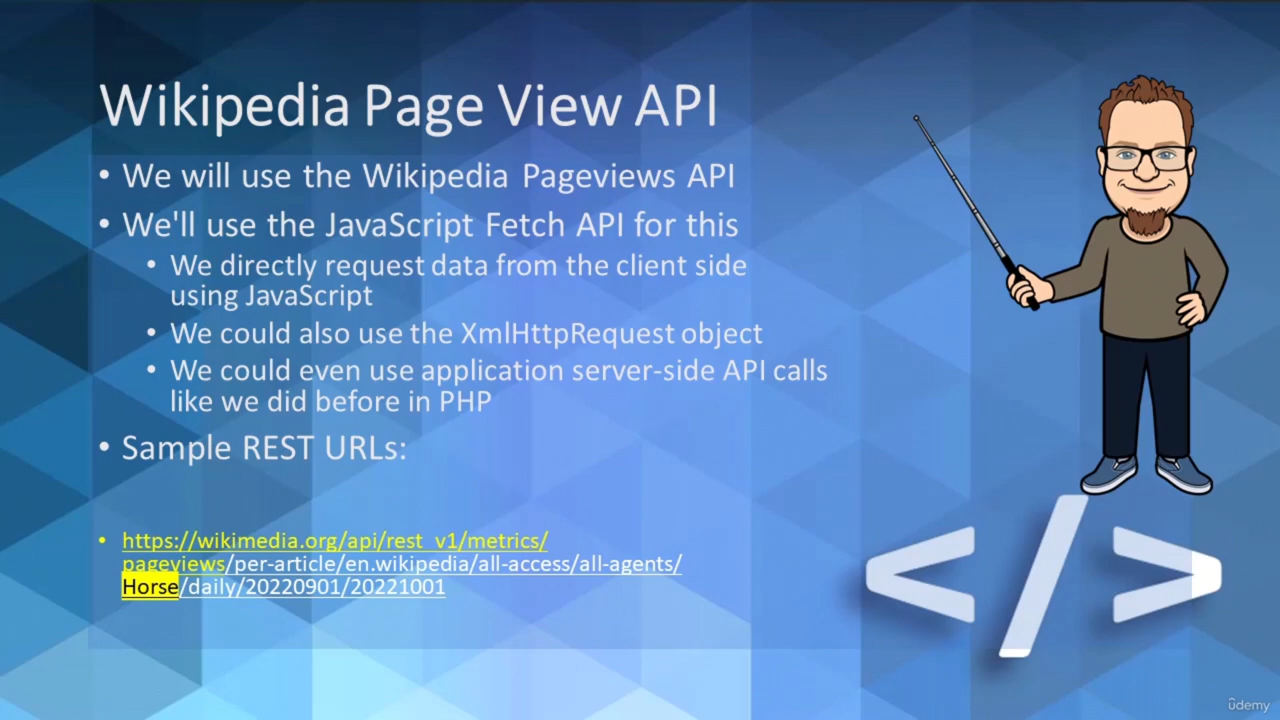 Wikipedia Page View API
• We will use the Wikipedia Pageviews API
• We'll use the JavaScript Fetch API for this
• We directly request data from the client side
using JavaScript
• We could also use the XmlHttpRequest object
• We could even use application server-side API calls
like we did before in PHP
• Sample REST URLs:
• https://wikimedia.org/api/rest_v1/metrics/
pageviews/per-article/en.wikipedia/all-access/all-agents/
Horse/daily/20220901/20221001
</>
ûdemy